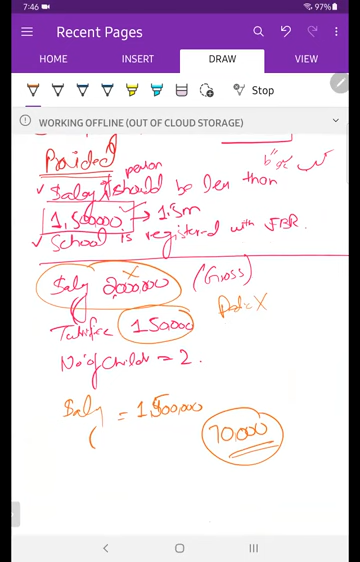 7:46 97%
Recent Pages
HOME INSERT DRAW VIEW
Stop
WORKING OFFLINE (OUT OF CLOUD STORAGE)
Provided
person
Salary should be less than
1,500,000 → 1.5m
School is registered with FBR.
Salary 2,000,000 (Gross)
X
Tuition fee 150,000
X
No of Childs = 2.
Salary = 1,500,000
(
70,000